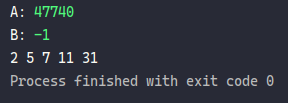 A: 47740
B: -1
2 5 7 11 31
Process finished with exit code 0